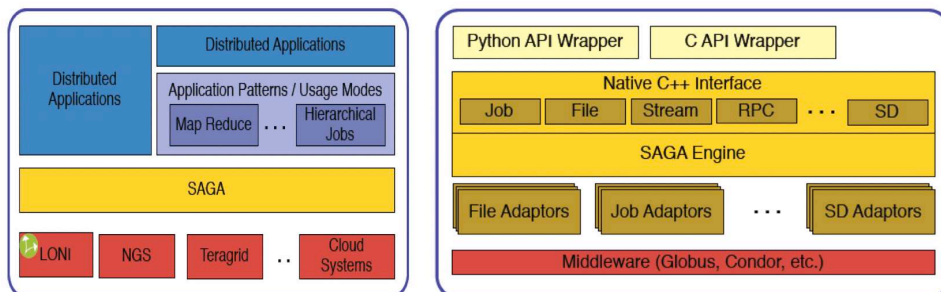 Distributed
Applications
Distributed Applications
Application Patterns / Usage Modes
Map Reduce
...
Hierarchical
Jobs
SAGA
LONI
NGS
Teragrid
..
Cloud
Systems
Python API Wrapper
C API Wrapper
Native C++ Interface
Job
File
Stream
RPC
...
SD
SAGA Engine
File Adaptors
Job Adaptors
...
SD Adaptors
Middleware (Globus, Condor, etc.)